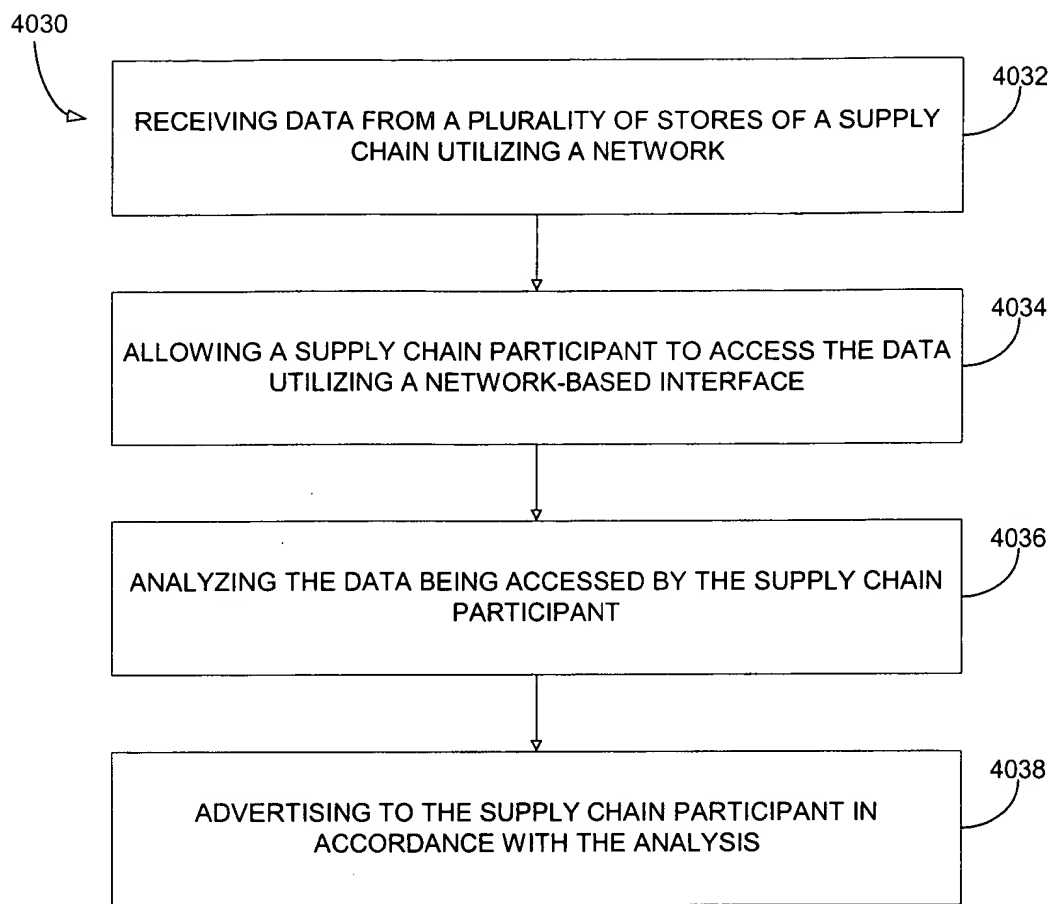 4030
4032
RECEIVING DATA FROM A PLURALITY OF STORES OF A SUPPLY
CHAIN UTILIZING A NETWORK
4034
ALLOWING A SUPPLY CHAIN PARTICIPANT TO ACCESS THE DATA
UTILIZING A NETWORK-BASED INTERFACE
4036
ANALYZING THE DATA BEING ACCESSED BY THE SUPPLY CHAIN
PARTICIPANT
4038
ADVERTISING TO THE SUPPLY CHAIN PARTICIPANT IN
ACCORDANCE WITH THE ANALYSIS